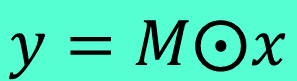 y = M⊙x